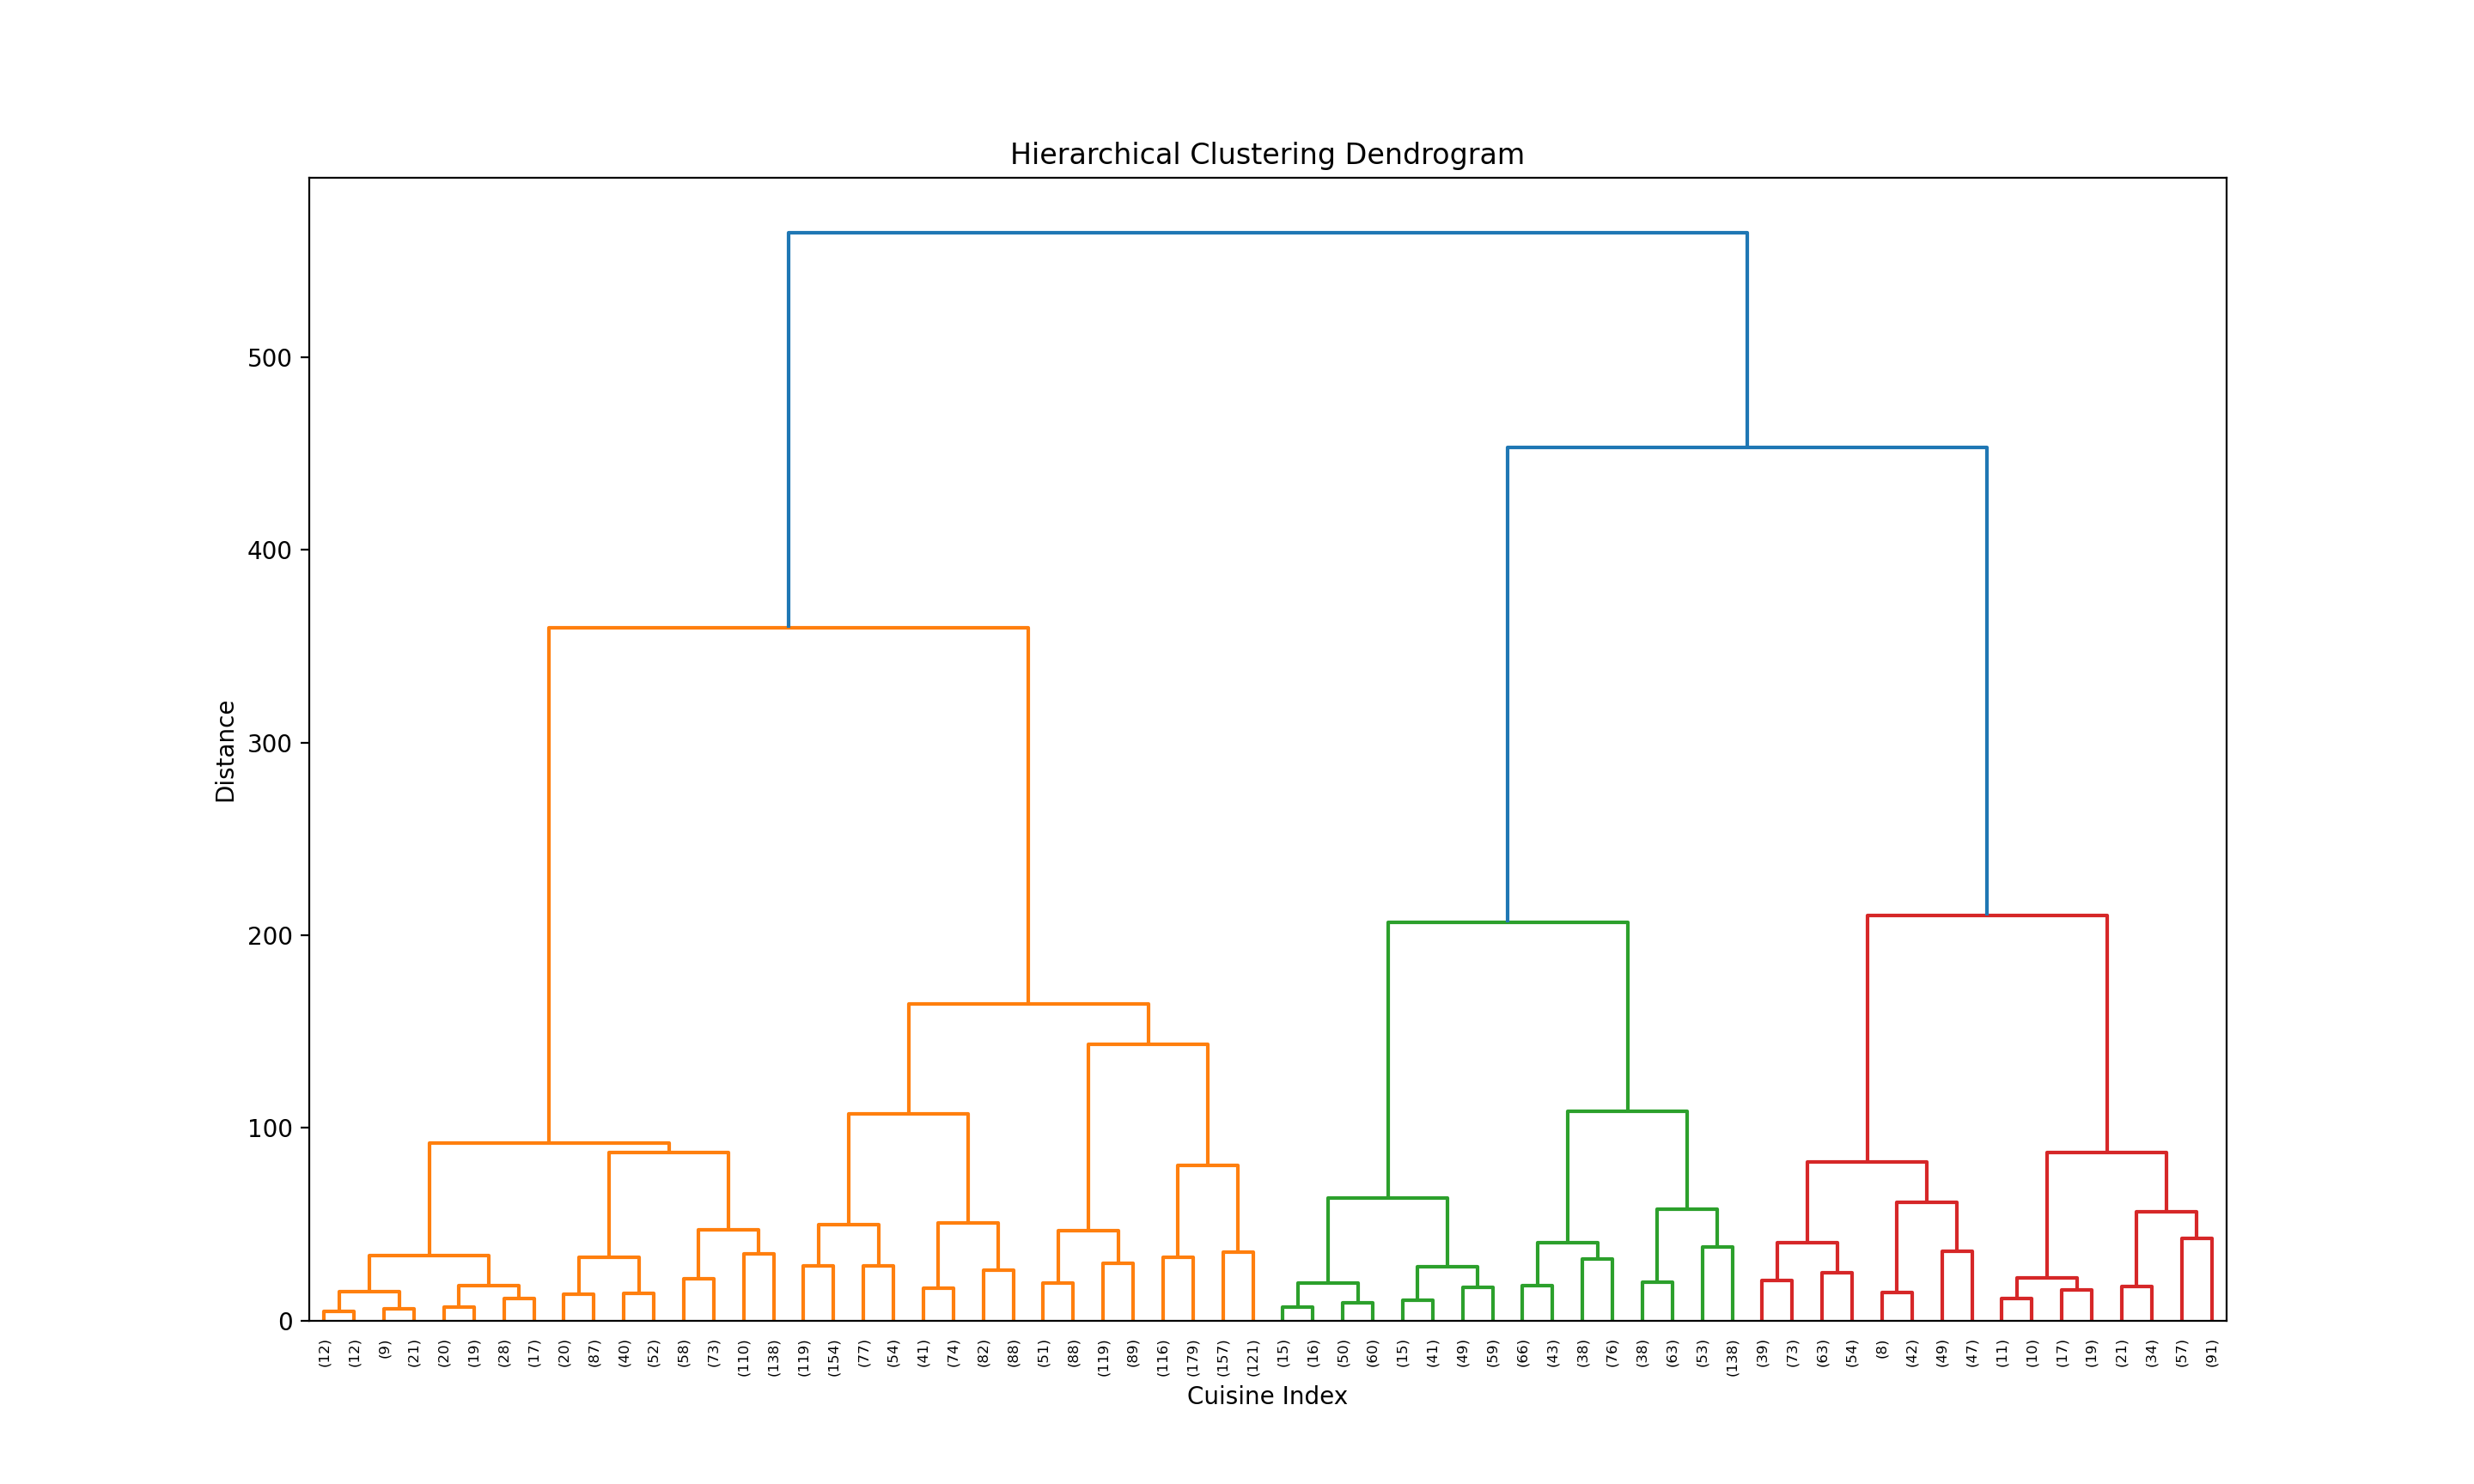 Hierarchical Clustering Dendrogram
500
400
300
200
100
0
Distance
(12) (12) (9) (21) (20) (19) (28) (17) (20) (87) (40) (52) (58) (73) (110) (138) (119) (154) (77) (54) (41) (74) (82) (88) (51) (88) (119) (89) (116) (179) (157) (121) (15) (16) (50) (60) (15) (41) (49) (59) (66) (43) (38) (76) (38) (63) (53) (138) (39) (73) (63) (54) (8) (42) (49) (47) (11) (10) (17) (19) (21) (34) (57) (91)
Cuisine Index